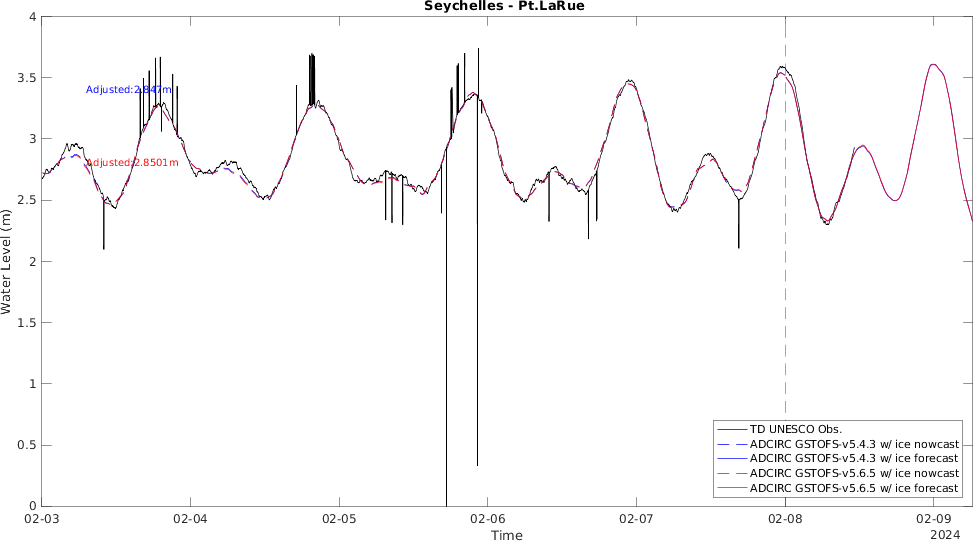 Seychelles - Pt.LaRue
4
3.5
3
2.5
2
1.5
1
0.5
0
Water Level (m)
Adjusted:2.847m
Adjusted:2.8501m
TD UNESCO Obs.
ADCIRC GSTOFS-v5.4.3 w/ ice nowcast
ADCIRC GSTOFS-v5.4.3 w/ ice forecast
ADCIRC GSTOFS-v5.6.5 w/ ice nowcast
ADCIRC GSTOFS-v5.6.5 w/ ice forecast
02-03 02-04 02-05 02-06 02-07 02-08 02-09
Time
2024